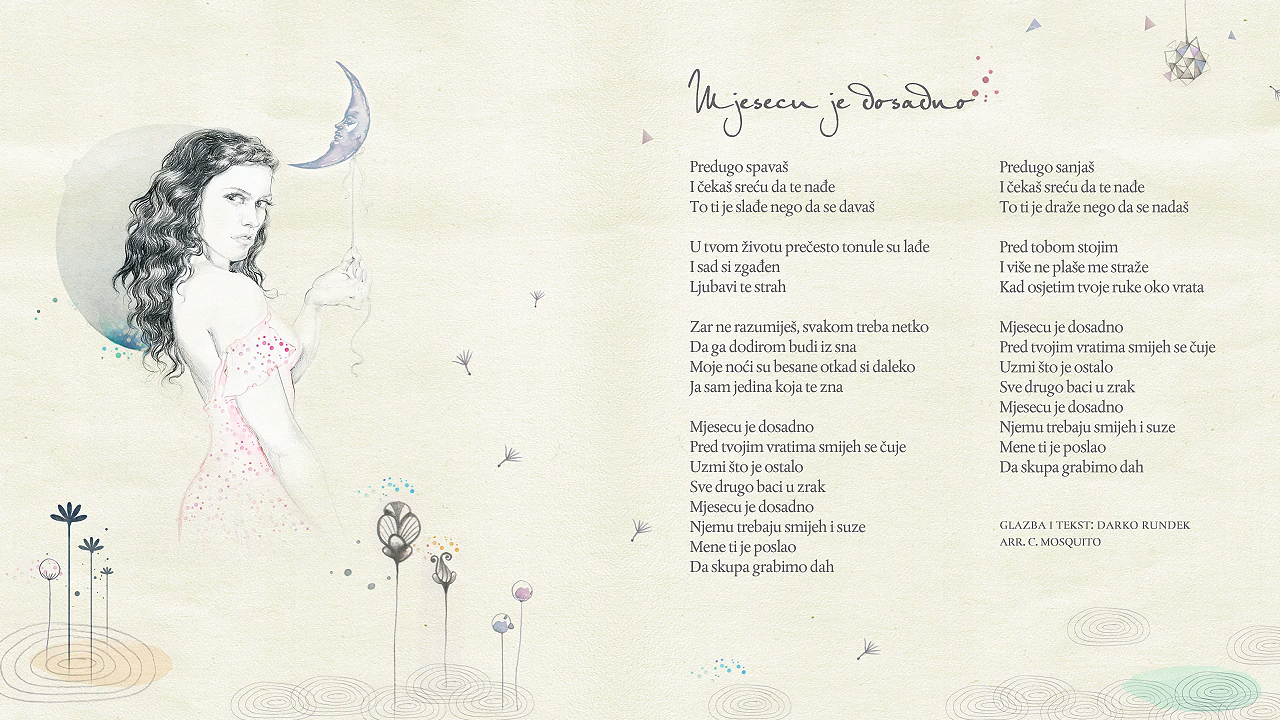 Mjesecu je dosadno
Predugo spavaš
I čekaš sreću da te nađe
To ti je slađe nego da se davaš
U tvom životu prečesto tonule su lađe
I sad si zgađen
Ljubavi te strah
Zar ne razumiješ, svakom treba netko
Da ga dodirom budi iz sna
Moje noći su besane otkad si daleko
Ja sam jedina koja te zna
Mjesecu je dosadno
Pred tvojim vratima smijeh se čuje
Uzmi što je ostalo
Sve drugo baci u zrak
Mjesecu je dosadno
Njemu trebaju smijeh i suze
Mene ti je poslao
Da skupa grabimo dah
Predugo sanjaš
I čekaš sreću da te nađe
To ti je draže nego da se nadaš
Pred tobom stojim
I više ne plaše me straže
Kad osjetim tvoje ruke oko vrata
Mjesecu je dosadno
Pred tvojim vratima smijeh se čuje
Uzmi što je ostalo
Sve drugo baci u zrak
Mjesecu je dosadno
Njemu trebaju smijeh i suze
Mene ti je poslao
Da skupa grabimo dah
GLAZBA I TEKST: DARKO RUNDEK
ARR. C. MOSQUITO